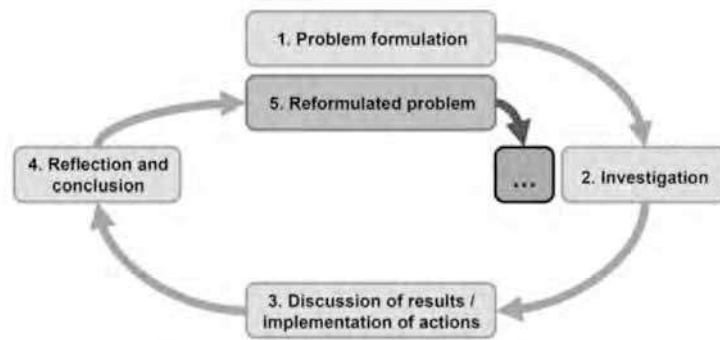 1. Problem formulation
5. Reformulated problem
4. Reflection and
conclusion
...
2. Investigation
3. Discussion of results /
implementation of actions